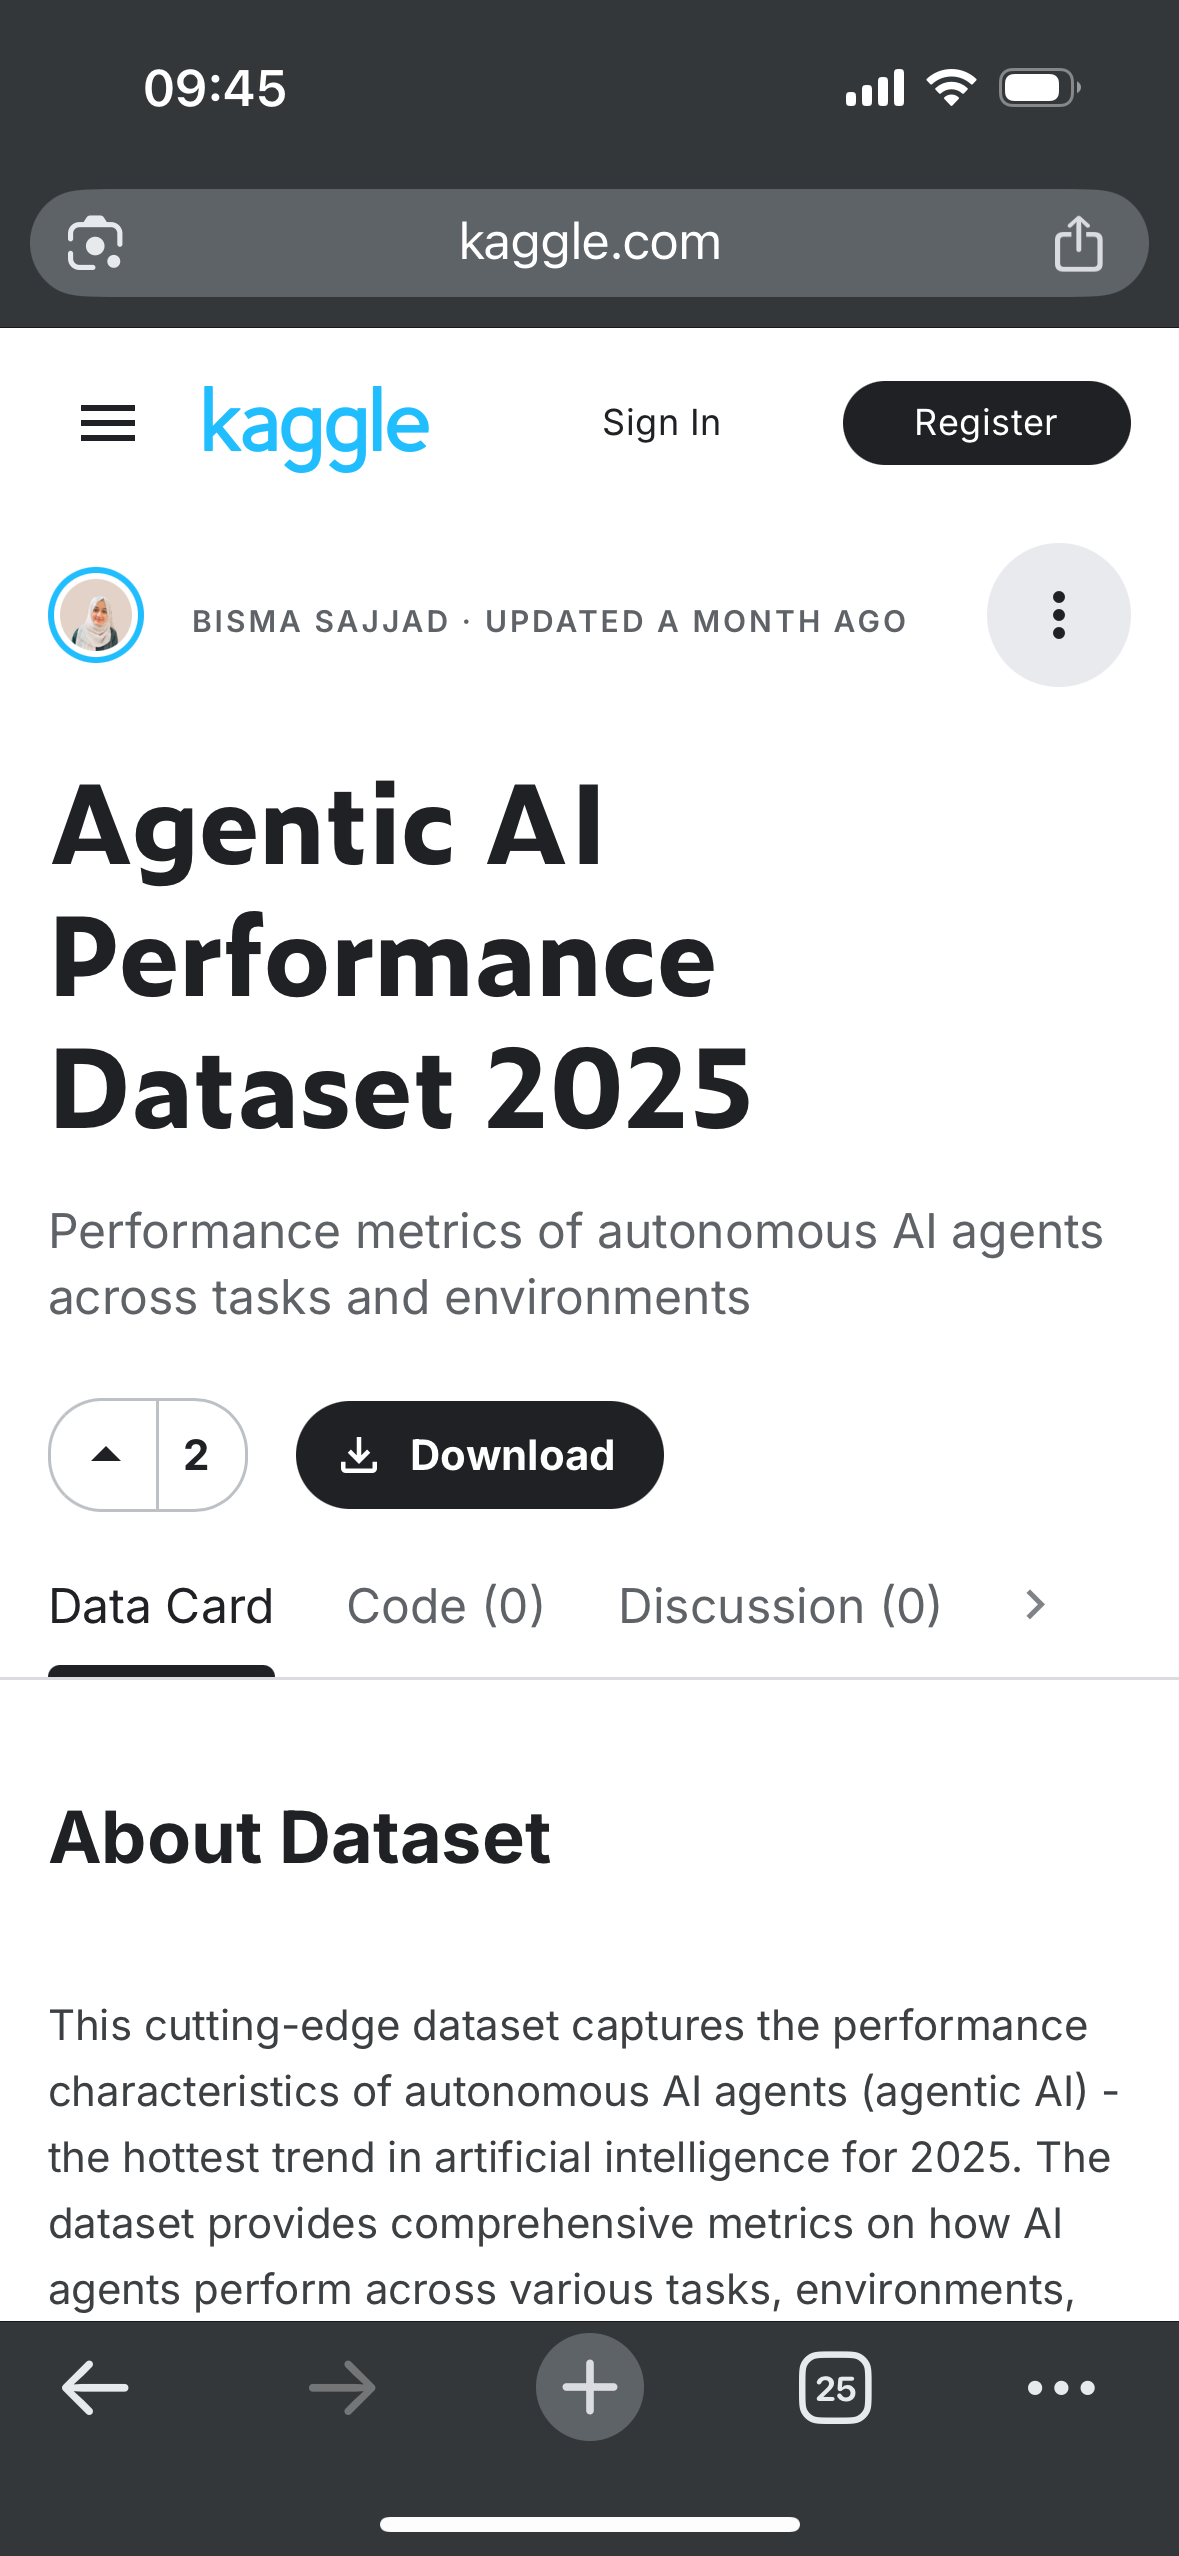 09:45
kaggle.com
kaggle
Sign In
Register
BISMA SAJJAD · UPDATED A MONTH AGO
Agentic AI
Performance
Dataset 2025
Performance metrics of autonomous AI agents
across tasks and environments
2
Download
Data Card
Code (0)
Discussion (0)
About Dataset
This cutting-edge dataset captures the performance
characteristics of autonomous AI agents (agentic AI) -
the hottest trend in artificial intelligence for 2025. The
dataset provides comprehensive metrics on how AI
agents perform across various tasks, environments,
25